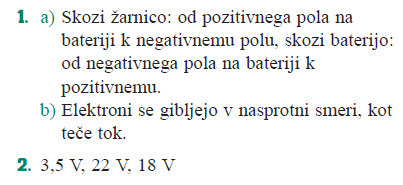 1. a) Skozi žarnico: od pozitivnega pola na
bateriji k negativnemu polu, skozi baterijo:
od negativnega pola na bateriji k
pozitivnemu.
b) Elektroni se gibljejo v nasprotni smeri, kot
teče tok.
2. 3,5 V, 22 V, 18 V